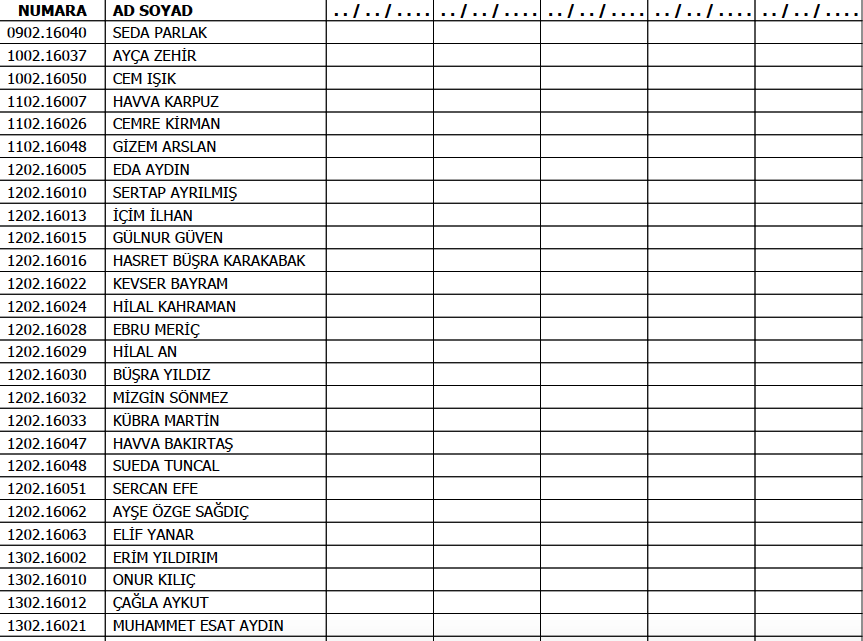 NUMARA AD SOYAD . . / . . / . . . . . . / . . / . . . . . . / . . / . . . . . . / . . / . . . . . . / . . / . . . .
0902.16040 SEDA PARLAK
1002.16037 AYÇA ZEHİR
1002.16050 CEM IŞIK
1102.16007 HAVVA KARPUZ
1102.16026 CEMRE KİRMAN
1102.16048 GİZEM ARSLAN
1202.16005 EDA AYDIN
1202.16010 SERTAP AYRILMIŞ
1202.16013 İÇİM İLHAN
1202.16015 GÜLNUR GÜVEN
1202.16016 HASRET BÜŞRA KARAKABAK
1202.16022 KEVSER BAYRAM
1202.16024 HİLAL KAHRAMAN
1202.16028 EBRU MERİÇ
1202.16029 HİLAL AN
1202.16030 BÜŞRA YILDIZ
1202.16032 MİZGİN SÖNMEZ
1202.16033 KÜBRA MARTİN
1202.16047 HAVVA BAKIRTAŞ
1202.16048 SUEDA TUNCAL
1202.16051 SERCAN EFE
1202.16062 AYŞE ÖZGE SAĞDIÇ
1202.16063 ELİF YANAR
1302.16002 ERİM YILDIRIM
1302.16010 ONUR KILIÇ
1302.16012 ÇAĞLA AYKUT
1302.16021 MUHAMMET ESAT AYDIN